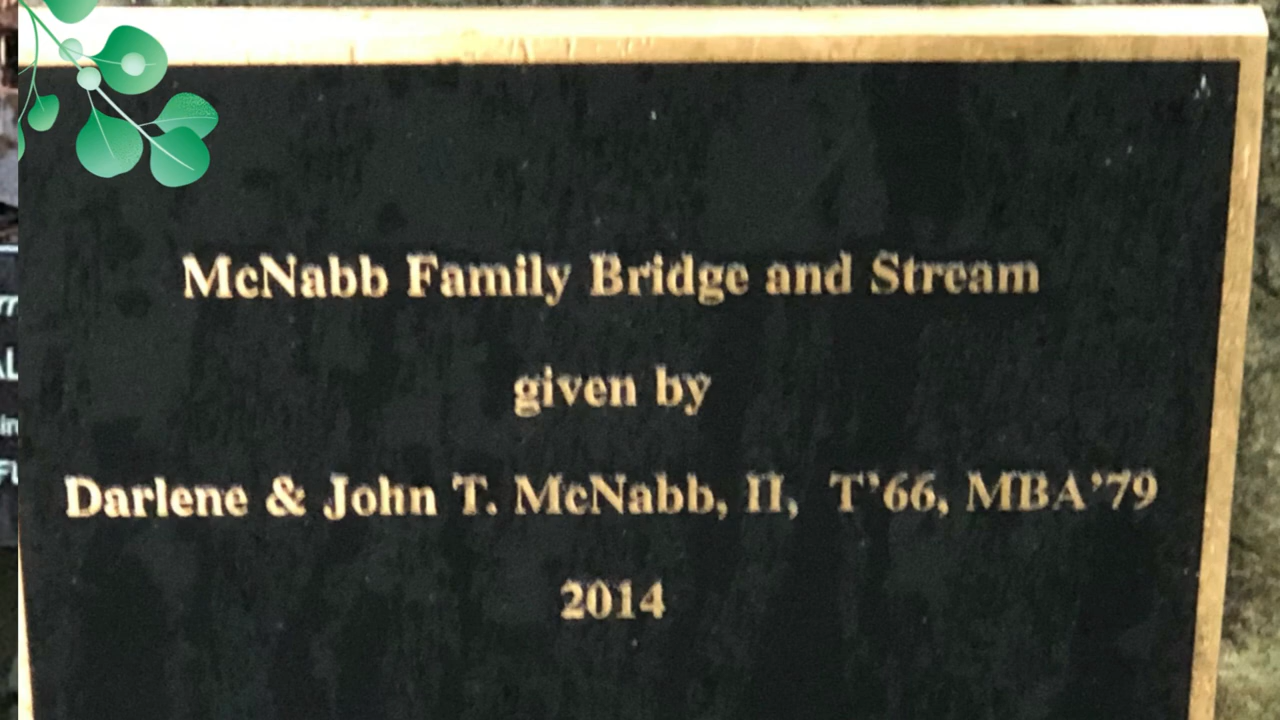 McNabb Family Bridge and Stream
given by
Darlene & John T. McNabb, II, T'66, MBA'79
2014